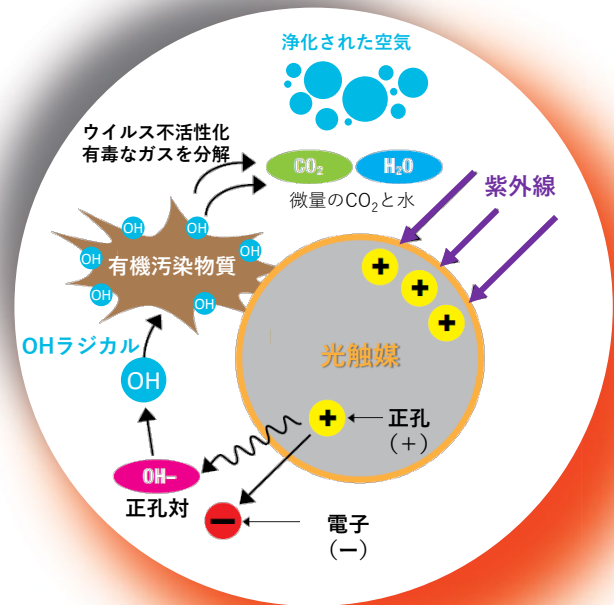 浄化された空気
ウイルス不活性化
有毒なガスを分解
CO₂
H₂O
微量のCO₂と水
紫外線
OH
OH
OH
有機汚染物質
OH
OH
OH
OH
+
+
+
光触媒
OHラジカル
OH
+
正孔
(+)
OH−
正孔対
−
電子
(ー)